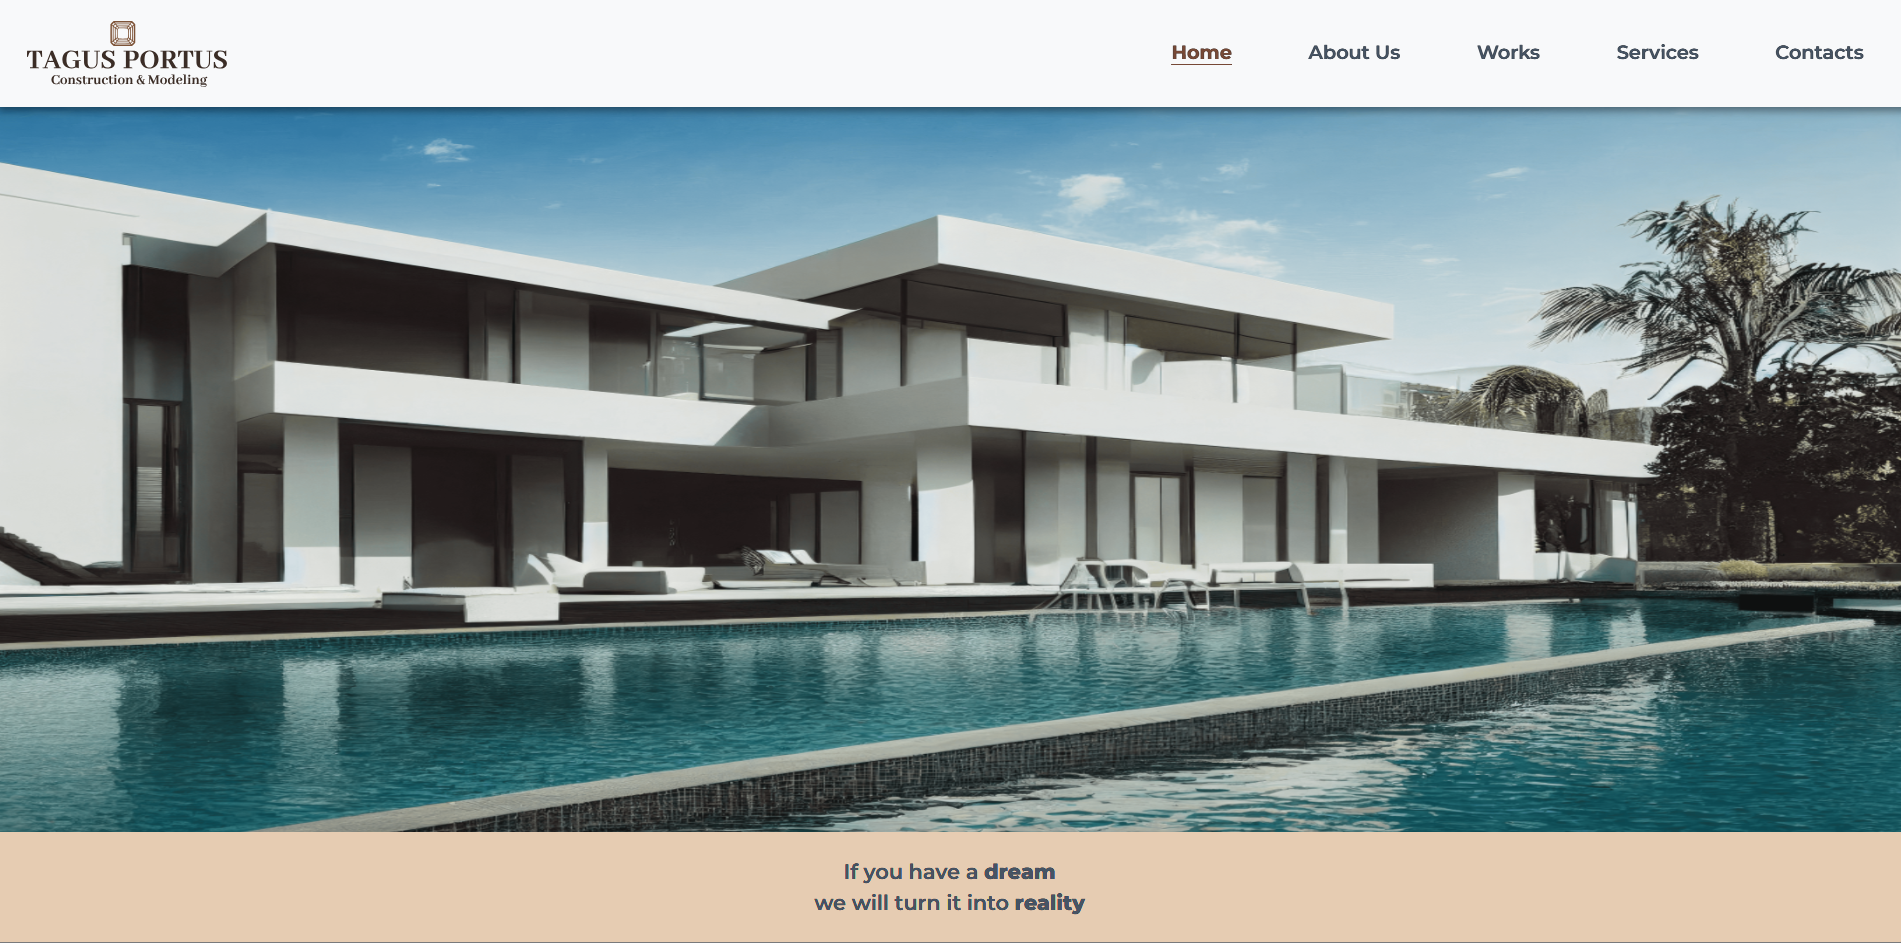 TAGUS PORTUS
Construction & Modeling
Home About Us Works Services Contacts
If you have a dream
we will turn it into reality